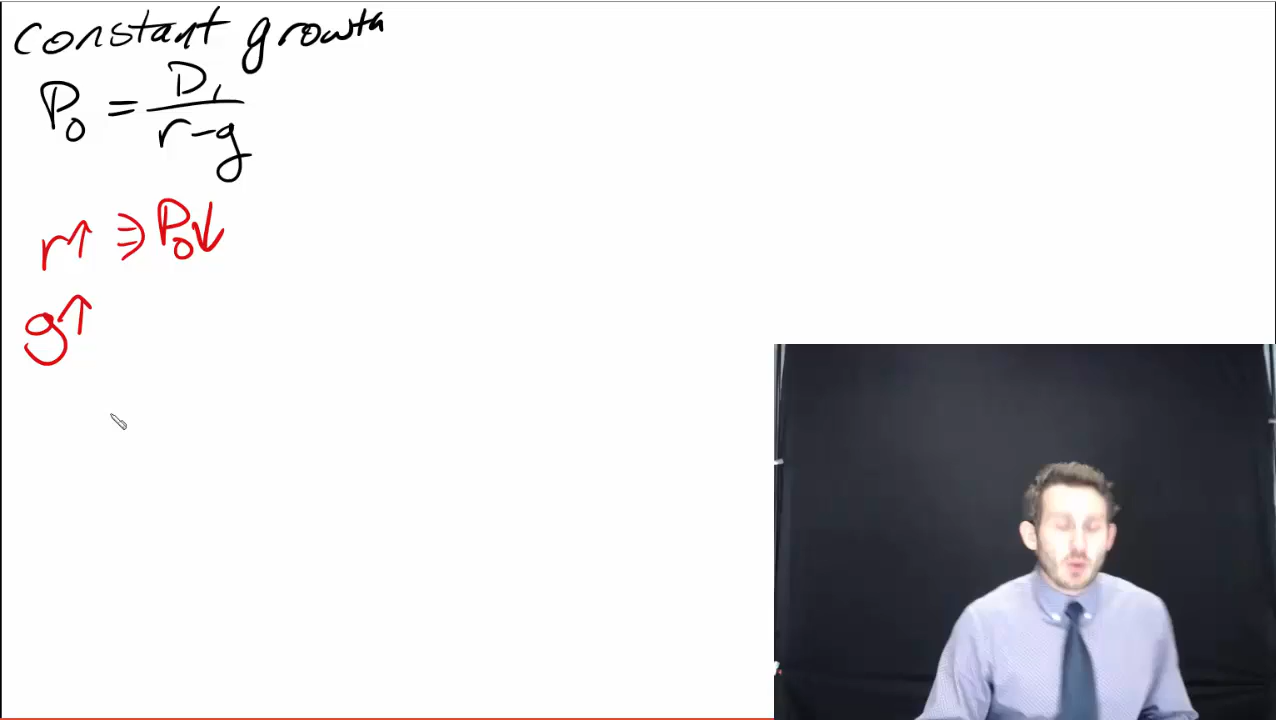 constant growth
P₀ = D₁ / (r-g)
r↑ ⇒ P₀↓
g↑